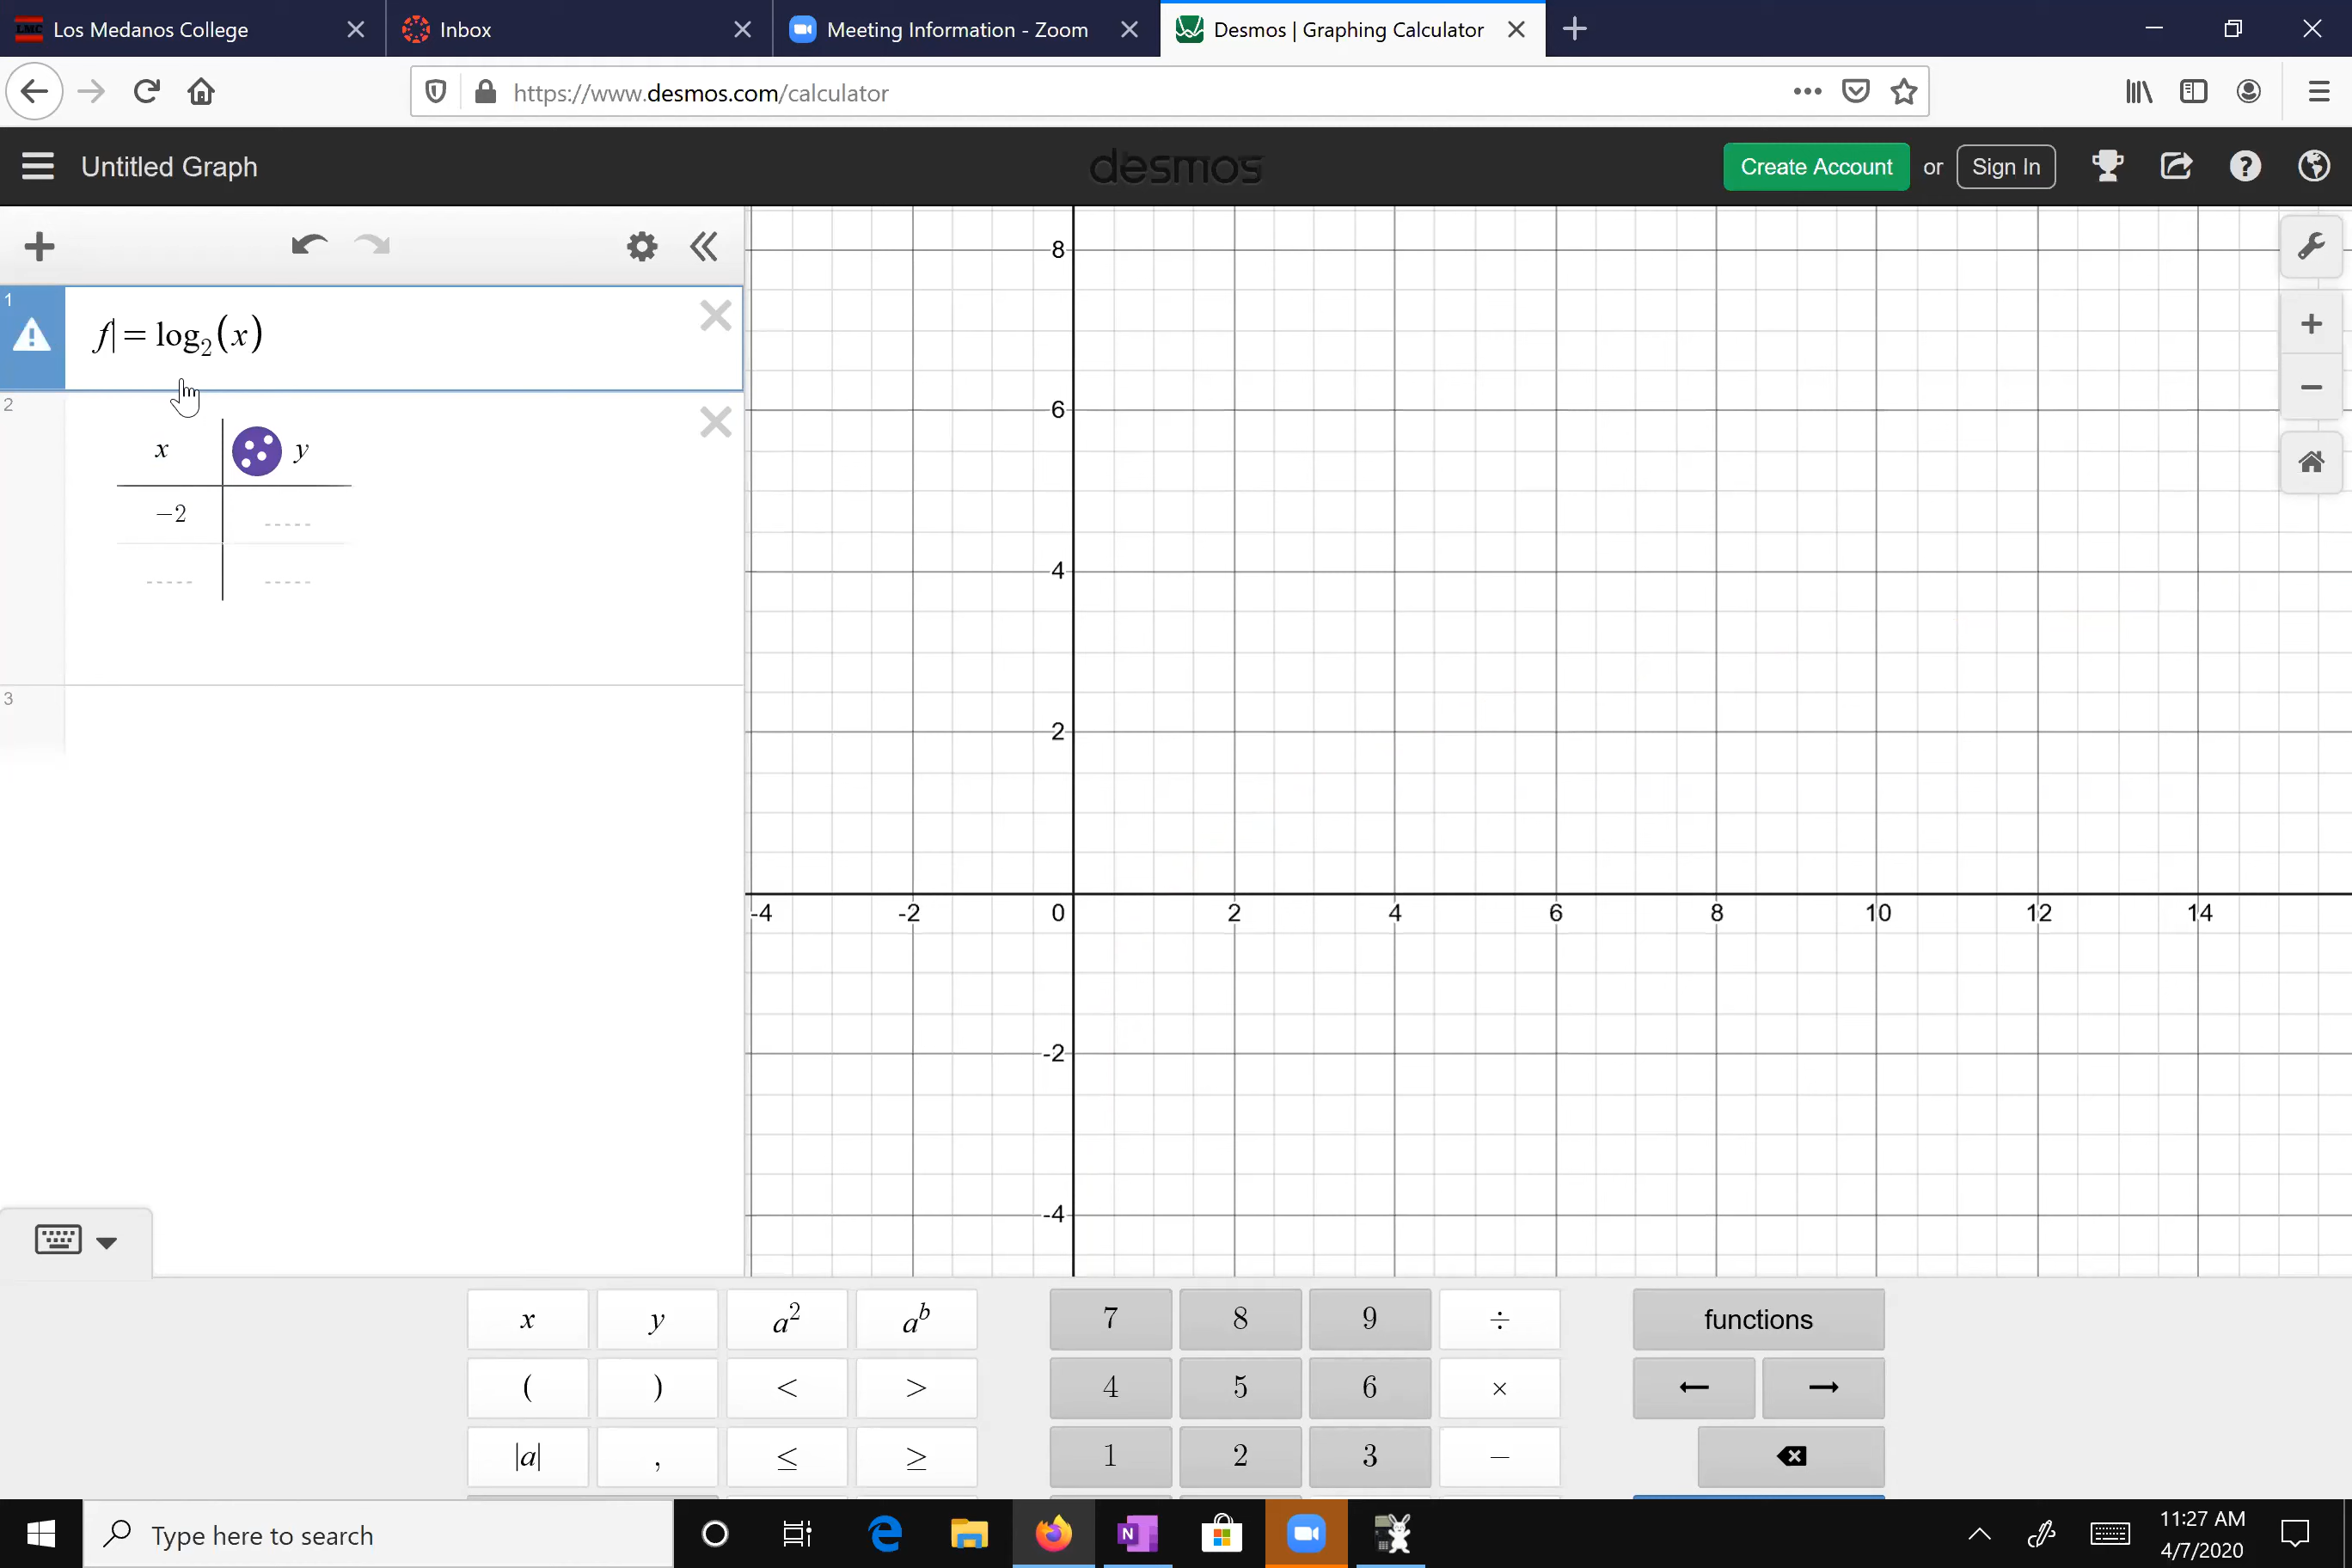 Los Medanos College
Inbox
Meeting Information - Zoom
Desmos | Graphing Calculator
https://www.desmos.com/calculator
Untitled Graph
desmos
Create Account or Sign In
1
f = log₂(x)
2
x y
−2
3
8
6
4
2
-4 -2 0 2 4 6 8 10 12 14
-2
-4
x y a² aᵇ 7 8 9 ÷ functions
( ) < > 4 5 6 × ← →
|a| , ≤ ≥ 1 2 3 −
Type here to search
N
11:27 AM
4/7/2020